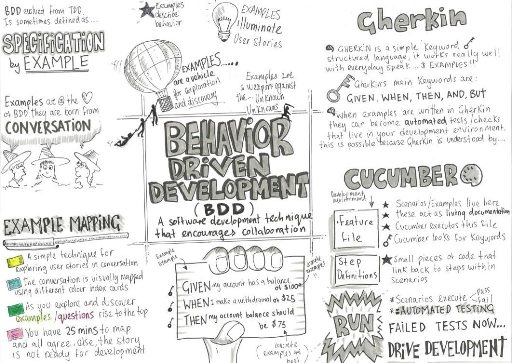 BDD evolved from TDD.
Is sometimes defined as....
SPECIFICATION
by EXAMPLE
Examples are @ the
of BDD they are born from
CONVERSATION
EXAMPLE MAPPING
A simple technique for
exploring user stories in conversation
The conversation is usually mapped
using different colour index cards
As you explore and discover
examples/questions rise to the top
You have 25 mins to map
and all agree. else, the story
is not ready for development
Examples
describe
behavior
EXAMPLES
illuminate
User Stories
EXAMPLES...
are a vehicle
for exploration
and discovery
Examples are
a weapon against
the
Unknown
Unknowns
BEHAVIOR
DRIVEN
DEVELOPMENT
(BDD)
A software development technique
that encourages collaboration
GIVEN my account has a balance
of $100
WHEN I make a withdrawal of $25
THEN my account balance should
be $75
examples are
Gherkin
GHERKIN is a simple keyword
structured language, it works really well
with everyday speak ... & EXAMPLES!!
Gherkins main keywords are:
GIVEN, WHEN, THEN, AND, BUT
When examples are written in Gherkin
they can become automated tests/checks
that live in your development environment.
this is possible because Gherkin is understood by...
CUCUMBER
Development
environment
.Feature
File
Step
Definitions
Scenarios/Examples live here
these act as living documentation
Cucumber executes this file
Cucumber looks for Keywords
Small pieces of code that
link back to steps within
scenarios
RUN
Scenarios execute
pass
fail
=AUTOMATED TESTING
FAILED TESTS NOW...
DRIVE DEVELOPMENT